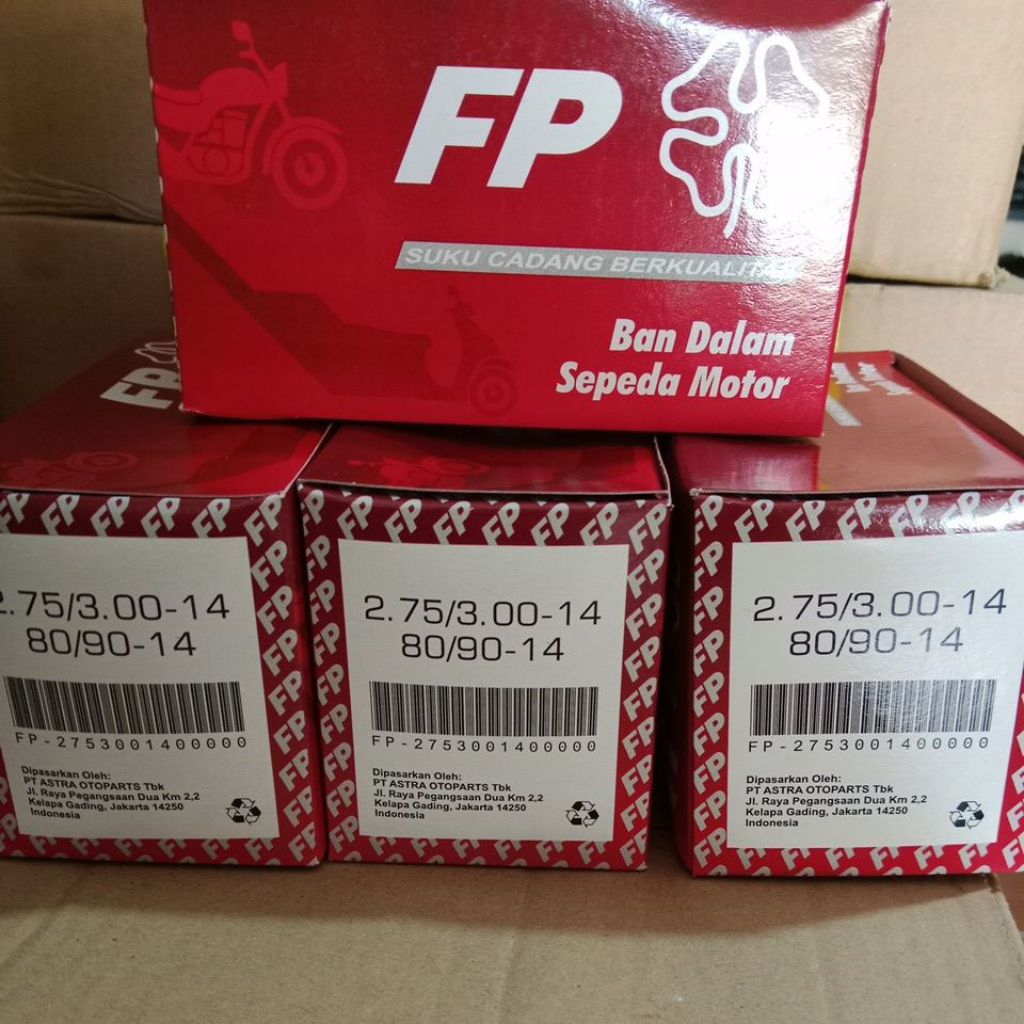 FP
SUKU CADANG BERKUALITAS
Ban Dalam
Sepeda Motor
FP
2.75/3.00-14
80/90-14
FP-2753001400000
Dipasarkan Oleh:
PT ASTRA OTOPARTS Tbk
Jl. Raya Pegangsaan Dua Km 2,2
Kelapa Gading, Jakarta 14250
Indonesia
2.75/3.00-14
80/90-14
FP-2753001400000
Dipasarkan Oleh:
PT ASTRA OTOPARTS Tbk
Jl. Raya Pegangsaan Dua Km 2,2
Kelapa Gading, Jakarta 14250
Indonesia
2.75/3.00-14
80/90-14
FP-2753001400000
Dipasarkan Oleh:
PT ASTRA OTOPARTS Tbk
Jl. Raya Pegangsaan Dua Km 2,2
Kelapa Gading, Jakarta 14250
Indonesia